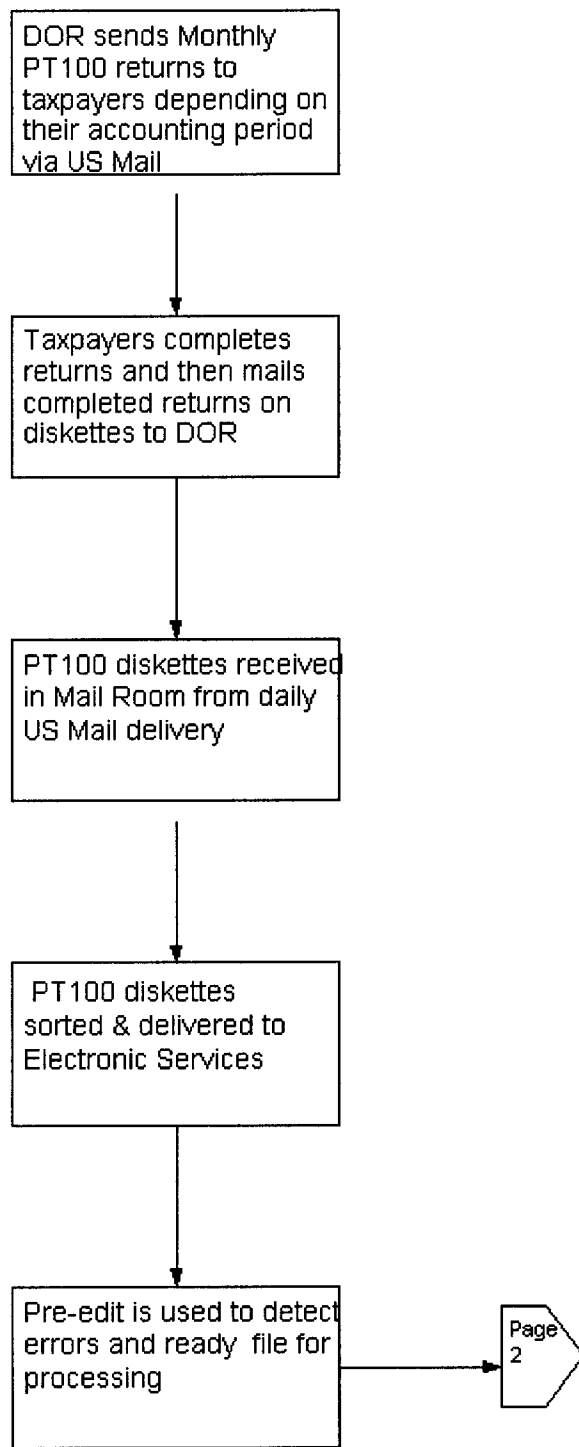 DOR sends Monthly
PT100 returns to
taxpayers depending on
their accounting period
via US Mail
Taxpayers completes
returns and then mails
completed returns on
diskettes to DOR
PT100 diskettes received
in Mail Room from daily
US Mail delivery
PT100 diskettes
sorted & delivered to
Electronic Services
Pre-edit is used to detect
errors and ready file for
processing
Page
2